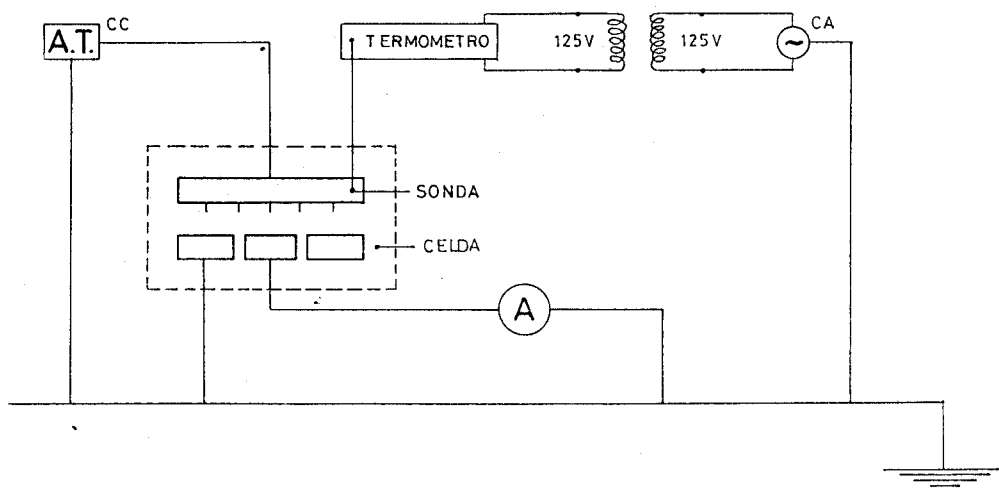 A.T.
CC
TERMOMETRO
125V
125V
~
CA
SONDA
CELDA
A